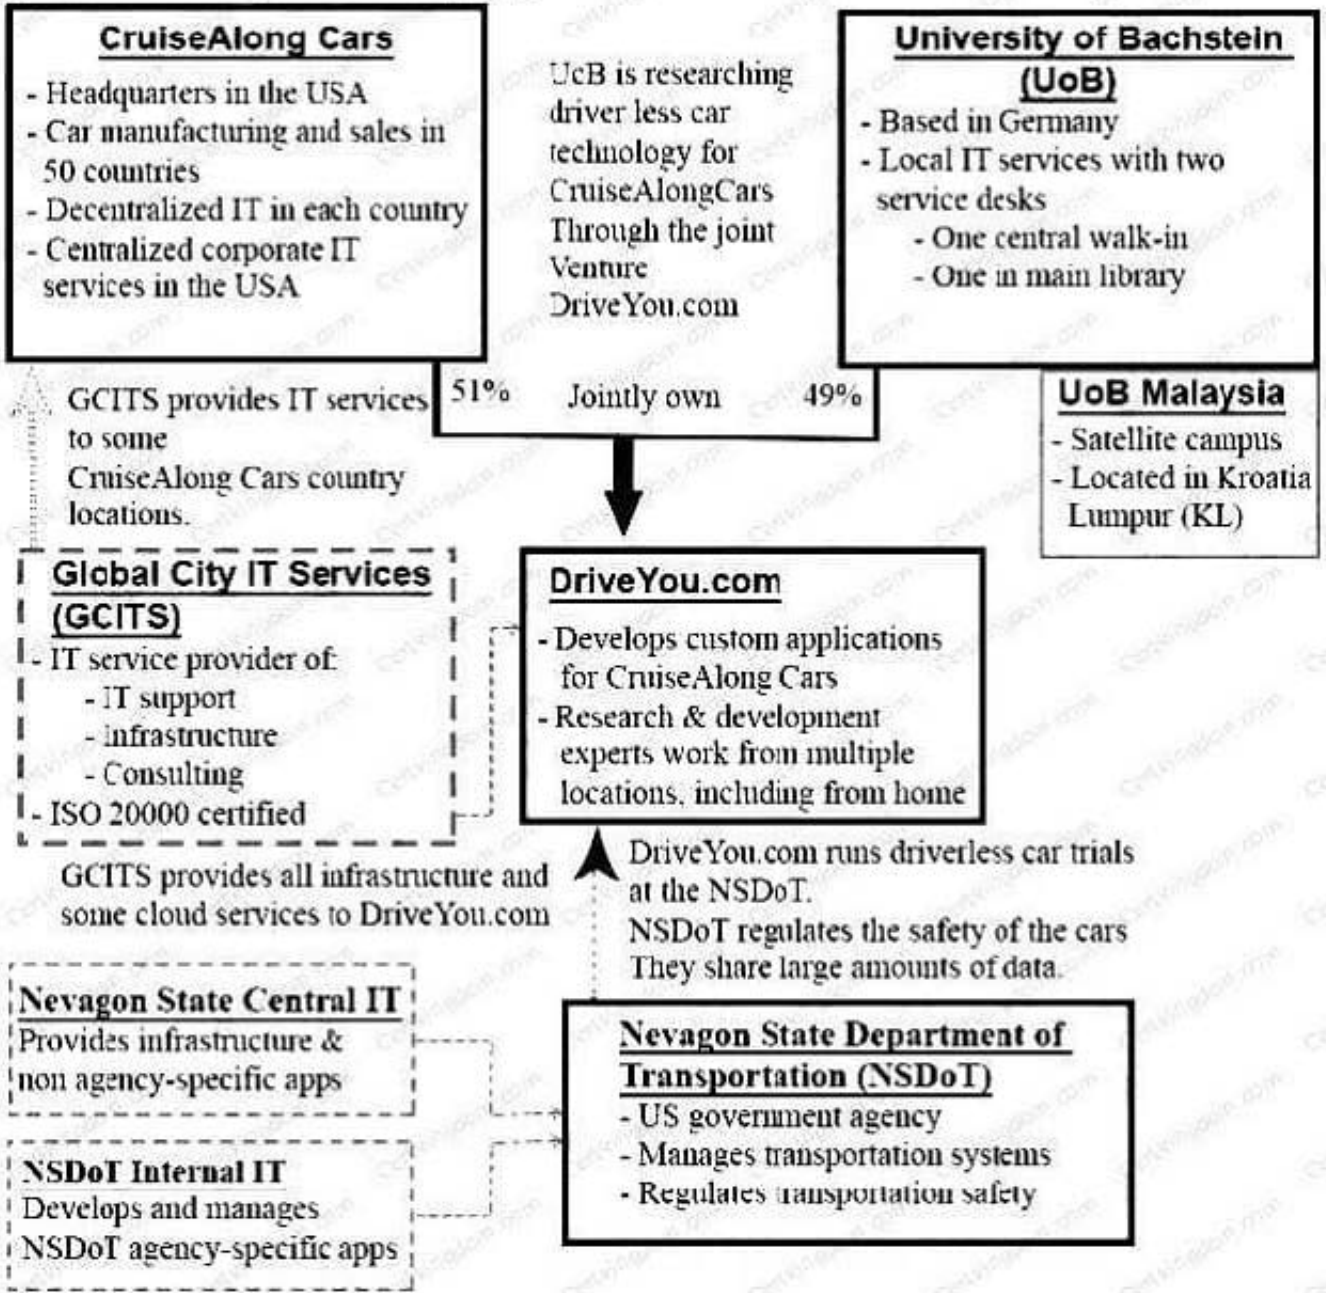 CruiseAlong Cars
- Headquarters in the USA
- Car manufacturing and sales in
50 countries
- Decentralized IT in each country
- Centralized corporate IT
services in the USA
UcB is researching
driver less car
technology for
CruiseAlongCars
Through the joint
Venture
DriveYou.com
University of Bachstein
(UoB)
- Based in Germany
- Local IT services with two
service desks
- One central walk-in
- One in main library
51% Jointly own 49%
UoB Malaysia
- Satellite campus
- Located in Kroatia
Lumpur (KL)
GCITS provides IT services
to some
CruiseAlong Cars country
locations.
Global City IT Services
(GCITS)
- IT service provider of:
- IT support
- Infrastructure
- Consulting
- ISO 20000 certified
DriveYou.com
- Develops custom applications
for CruiseAlong Cars
- Research & development
experts work from multiple
locations, including from home
GCITS provides all infrastructure and
some cloud services to DriveYou.com
DriveYou.com runs driverless car trials
at the NSDoT.
NSDoT regulates the safety of the cars
They share large amounts of data.
Nevagon State Central IT
Provides infrastructure &
non agency-specific apps
NSDoT Internal IT
Develops and manages
NSDoT agency-specific apps
Nevagon State Department of
Transportation (NSDoT)
- US government agency
- Manages transportation systems
- Regulates transportation safety